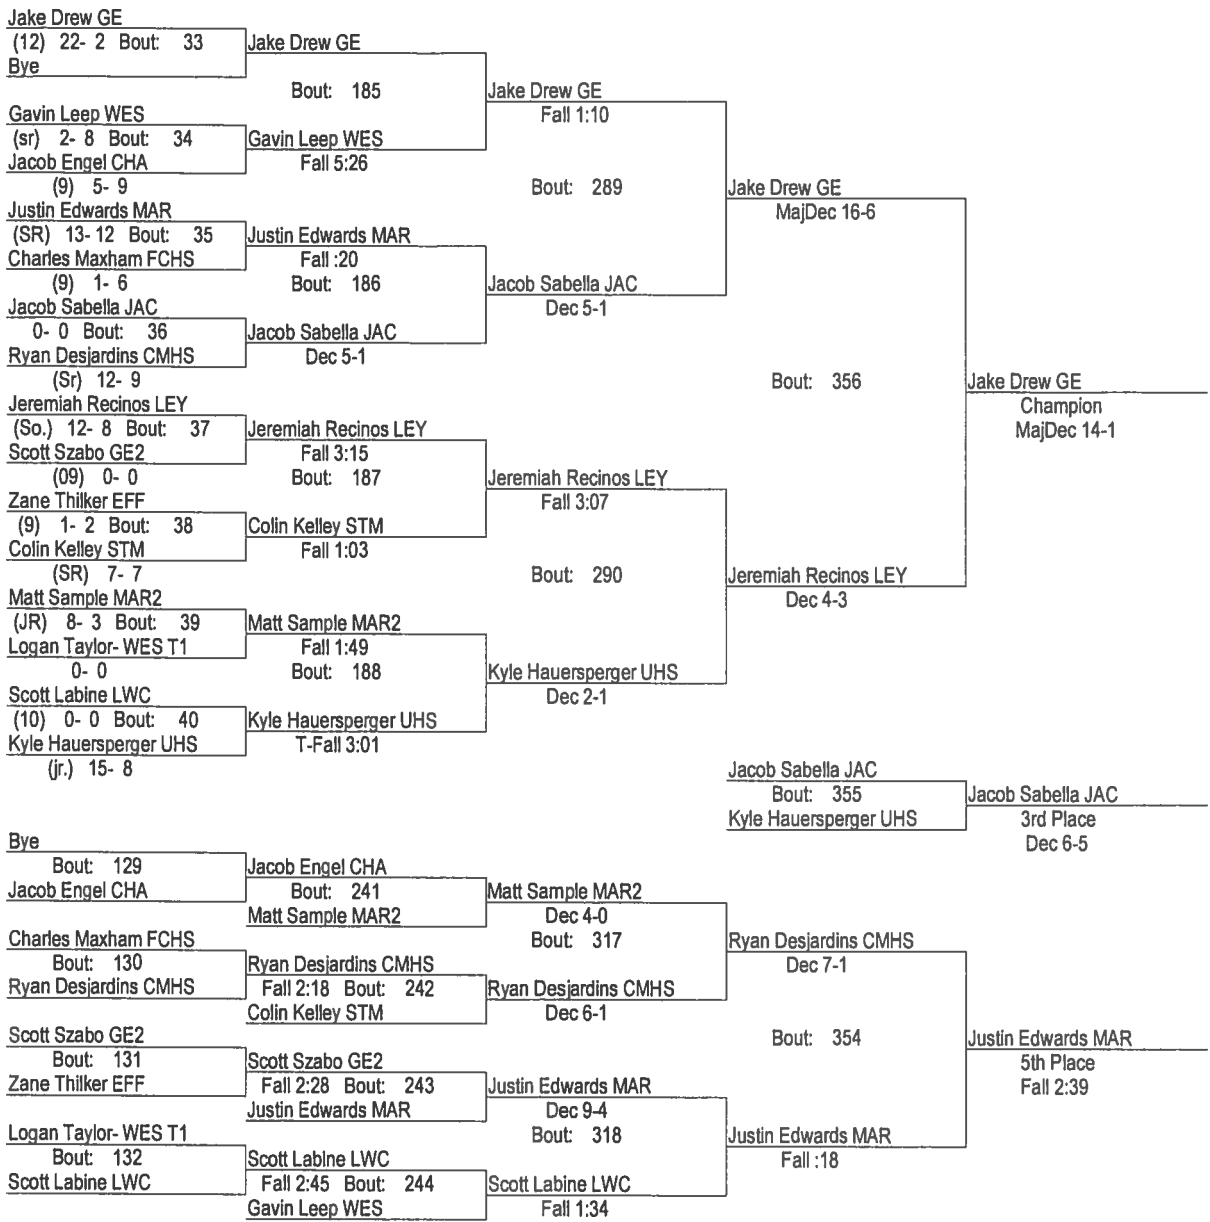 Jake Drew GE
(12) 22- 2 Bout: 33
Bye
Jake Drew GE
Bout: 185
Gavin Leep WES
(sr) 2- 8 Bout: 34
Jacob Engel CHA
(9) 5- 9
Gavin Leep WES
Fall 5:26
Jake Drew GE
Fall 1:10
Bout: 289
Justin Edwards MAR
(SR) 13- 12 Bout: 35
Charles Maxham FCHS
(9) 1- 6
Justin Edwards MAR
Fall :20
Bout: 186
Jacob Sabella JAC
0- 0 Bout: 36
Ryan Desjardins CMHS
(Sr) 12- 9
Jacob Sabella JAC
Dec 5-1
Jacob Sabella JAC
Dec 5-1
Jake Drew GE
MajDec 16-6
Bout: 356
Jake Drew GE
Champion
MajDec 14-1
Jeremiah Recinos LEY
(So.) 12- 8 Bout: 37
Scott Szabo GE2
(09) 0- 0
Jeremiah Recinos LEY
Fall 3:15
Bout: 187
Zane Thilker EFF
(9) 1- 2 Bout: 38
Colin Kelley STM
(SR) 7- 7
Colin Kelley STM
Fall 1:03
Jeremiah Recinos LEY
Fall 3:07
Bout: 290
Matt Sample MAR2
(JR) 8- 3 Bout: 39
Logan Taylor- WES T1
0- 0
Matt Sample MAR2
Fall 1:49
Bout: 188
Scott Labine LWC
(10) 0- 0 Bout: 40
Kyle Hauersperger UHS
(jr.) 15- 8
Kyle Hauersperger UHS
T-Fall 3:01
Kyle Hauersperger UHS
Dec 2-1
Jeremiah Recinos LEY
Dec 4-3
Jacob Sabella JAC
Bout: 355
Kyle Hauersperger UHS
Jacob Sabella JAC
3rd Place
Dec 6-5
Bye
Bout: 129
Jacob Engel CHA
Jacob Engel CHA
Bout: 241
Matt Sample MAR2
Matt Sample MAR2
Dec 4-0
Bout: 317
Charles Maxham FCHS
Bout: 130
Ryan Desjardins CMHS
Ryan Desjardins CMHS
Fall 2:18 Bout: 242
Colin Kelley STM
Ryan Desjardins CMHS
Dec 6-1
Ryan Desjardins CMHS
Dec 7-1
Bout: 354
Justin Edwards MAR
5th Place
Fall 2:39
Scott Szabo GE2
Bout: 131
Zane Thilker EFF
Scott Szabo GE2
Fall 2:28 Bout: 243
Justin Edwards MAR
Justin Edwards MAR
Dec 9-4
Bout: 318
Logan Taylor- WES T1
Bout: 132
Scott Labine LWC
Scott Labine LWC
Fall 2:45 Bout: 244
Gavin Leep WES
Scott Labine LWC
Fall 1:34
Justin Edwards MAR
Fall :18